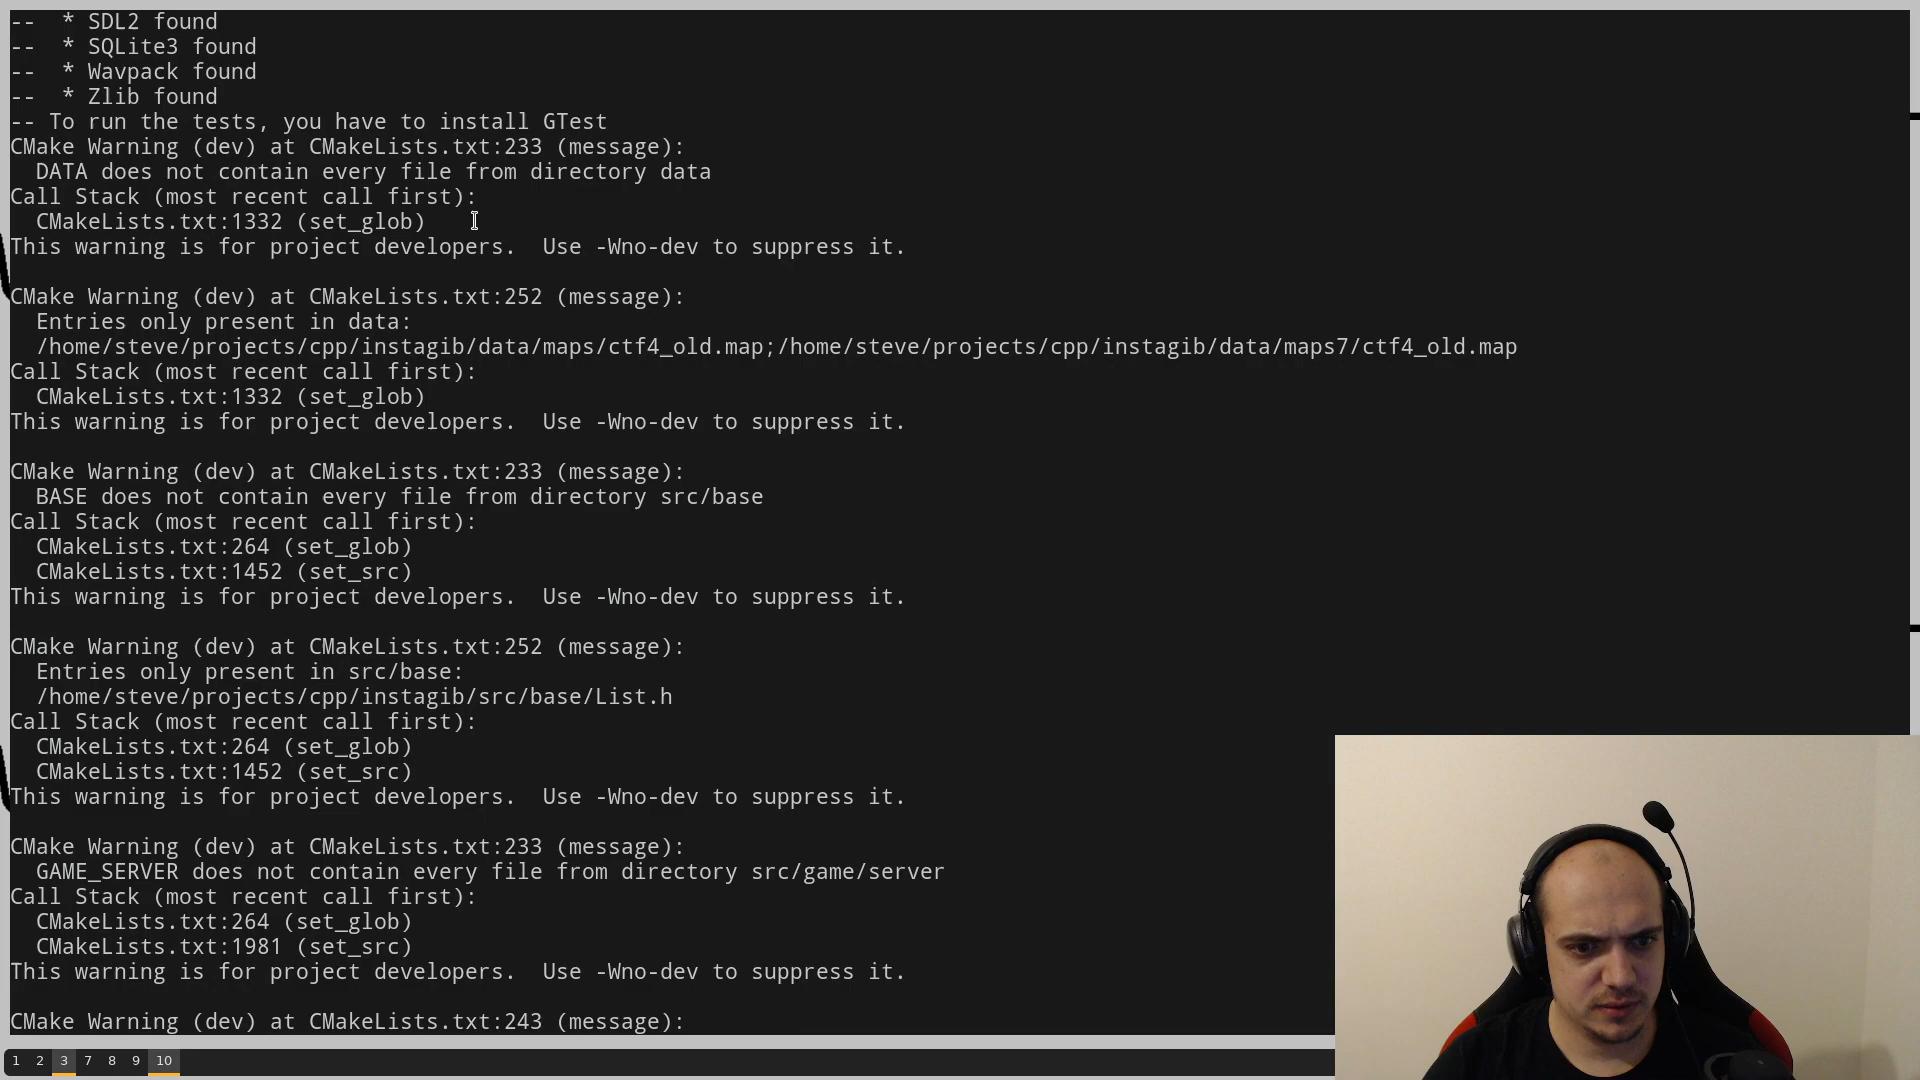 --  * SDL2 found
--  * SQLite3 found
--  * Wavpack found
--  * Zlib found
-- To run the tests, you have to install GTest
CMake Warning (dev) at CMakeLists.txt:233 (message):
  DATA does not contain every file from directory data
Call Stack (most recent call first):
  CMakeLists.txt:1332 (set_glob)
This warning is for project developers.  Use -Wno-dev to suppress it.

CMake Warning (dev) at CMakeLists.txt:252 (message):
  Entries only present in data:
  /home/steve/projects/cpp/instagib/data/maps/ctf4_old.map;/home/steve/projects/cpp/instagib/data/maps7/ctf4_old.map
Call Stack (most recent call first):
  CMakeLists.txt:1332 (set_glob)
This warning is for project developers.  Use -Wno-dev to suppress it.

CMake Warning (dev) at CMakeLists.txt:233 (message):
  BASE does not contain every file from directory src/base
Call Stack (most recent call first):
  CMakeLists.txt:264 (set_glob)
  CMakeLists.txt:1452 (set_src)
This warning is for project developers.  Use -Wno-dev to suppress it.

CMake Warning (dev) at CMakeLists.txt:252 (message):
  Entries only present in src/base:
  /home/steve/projects/cpp/instagib/src/base/List.h
Call Stack (most recent call first):
  CMakeLists.txt:264 (set_glob)
  CMakeLists.txt:1452 (set_src)
This warning is for project developers.  Use -Wno-dev to suppress it.

CMake Warning (dev) at CMakeLists.txt:233 (message):
  GAME_SERVER does not contain every file from directory src/game/server
Call Stack (most recent call first):
  CMakeLists.txt:264 (set_glob)
  CMakeLists.txt:1981 (set_src)
This warning is for project developers.  Use -Wno-dev to suppress it.

CMake Warning (dev) at CMakeLists.txt:243 (message):
1 2 3 7 8 9 10